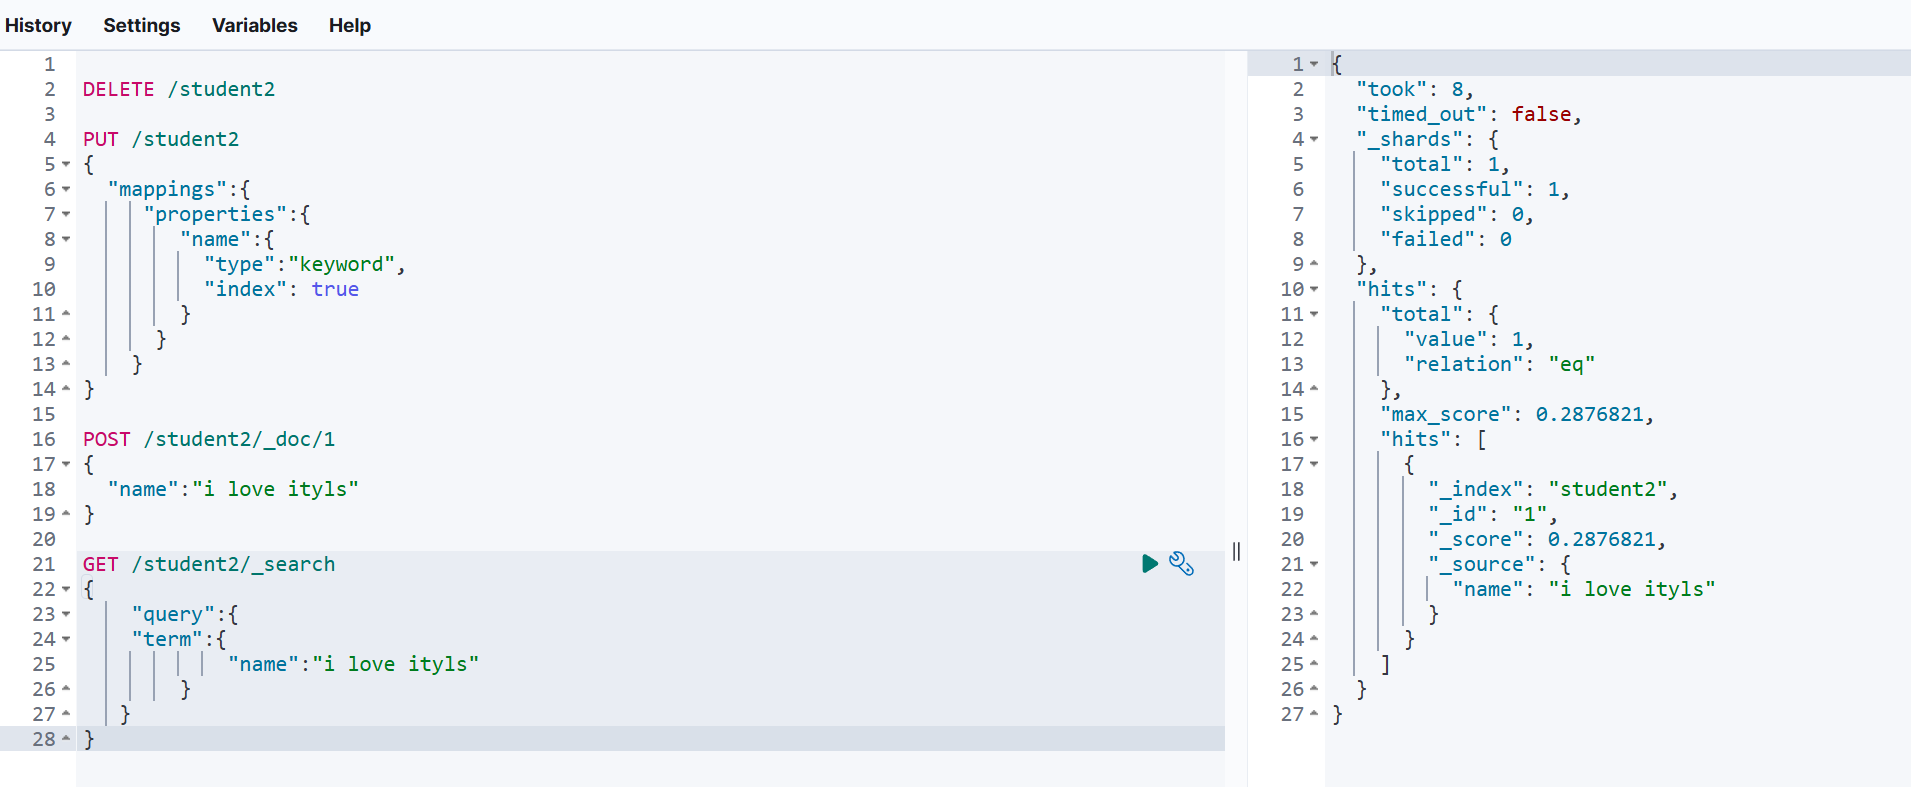 History Settings Variables Help
1
2 DELETE /student2
3
4 PUT /student2
5 {
6 "mappings":{
7 "properties":{
8 "name":{
9 "type":"keyword",
10 "index": true
11 }
12 }
13 }
14 }
15
16 POST /student2/_doc/1
17 {
18 "name":"i love ityls"
19 }
20
21 GET /student2/_search
22 {
23 "query":{
24 "term":{
25 "name":"i love ityls"
26 }
27 }
28 }
1 {
2 "took": 8,
3 "timed_out": false,
4 "_shards": {
5 "total": 1,
6 "successful": 1,
7 "skipped": 0,
8 "failed": 0
9 },
10 "hits": {
11 "total": {
12 "value": 1,
13 "relation": "eq"
14 },
15 "max_score": 0.2876821,
16 "hits": [
17 {
18 "_index": "student2",
19 "_id": "1",
20 "_score": 0.2876821,
21 "_source": {
22 "name": "i love ityls"
23 }
24 }
25 ]
26 }
27 }